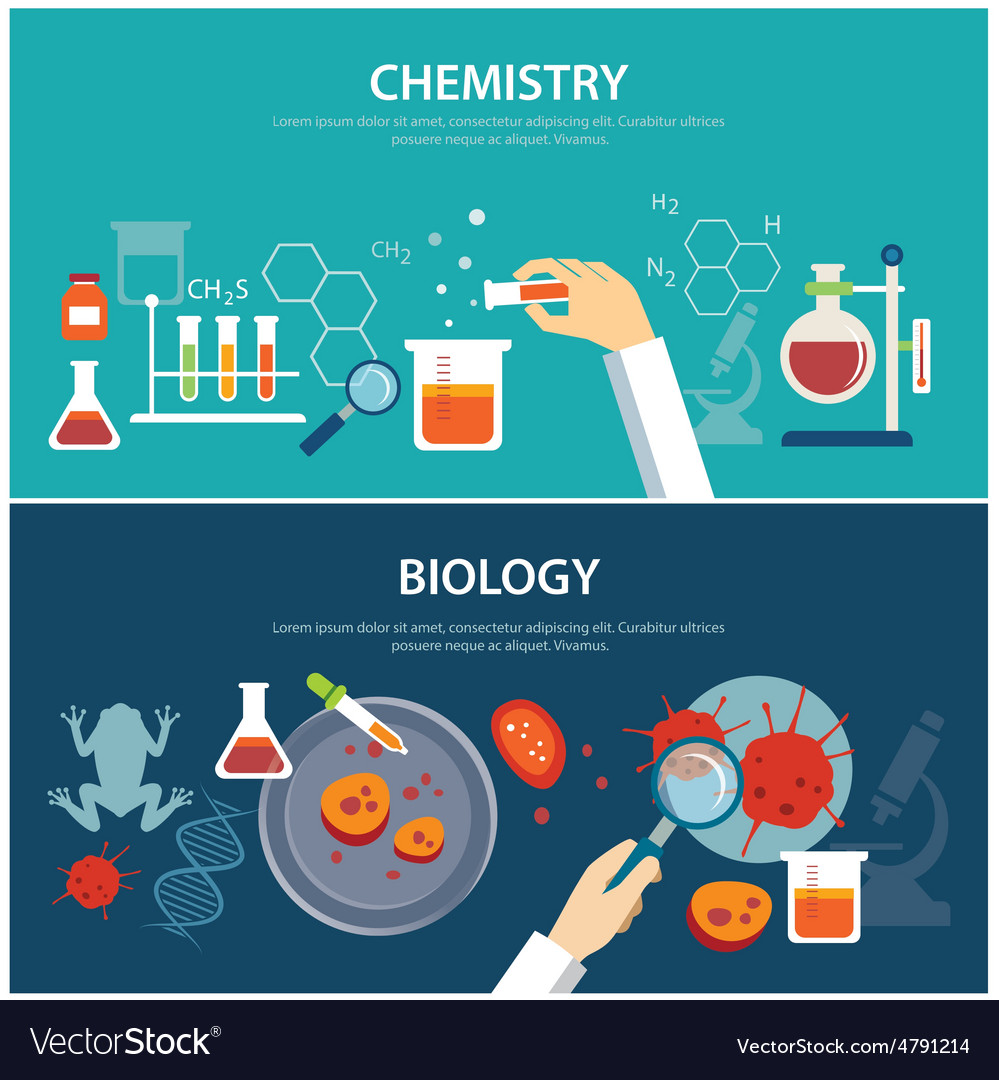 CHEMISTRY
Lorem ipsum dolor sit amet, consectetur adipiscing elit. Curabitur ultrices
posuere neque ac aliquet. Vivamus.
H₂
H
CH₂
N₂
CH₂S
BIOLOGY
Lorem ipsum dolor sit amet, consectetur adipiscing elit. Curabitur ultrices
posuere neque ac aliquet. Vivamus.
VectorStock®
VectorStock.com/4791214